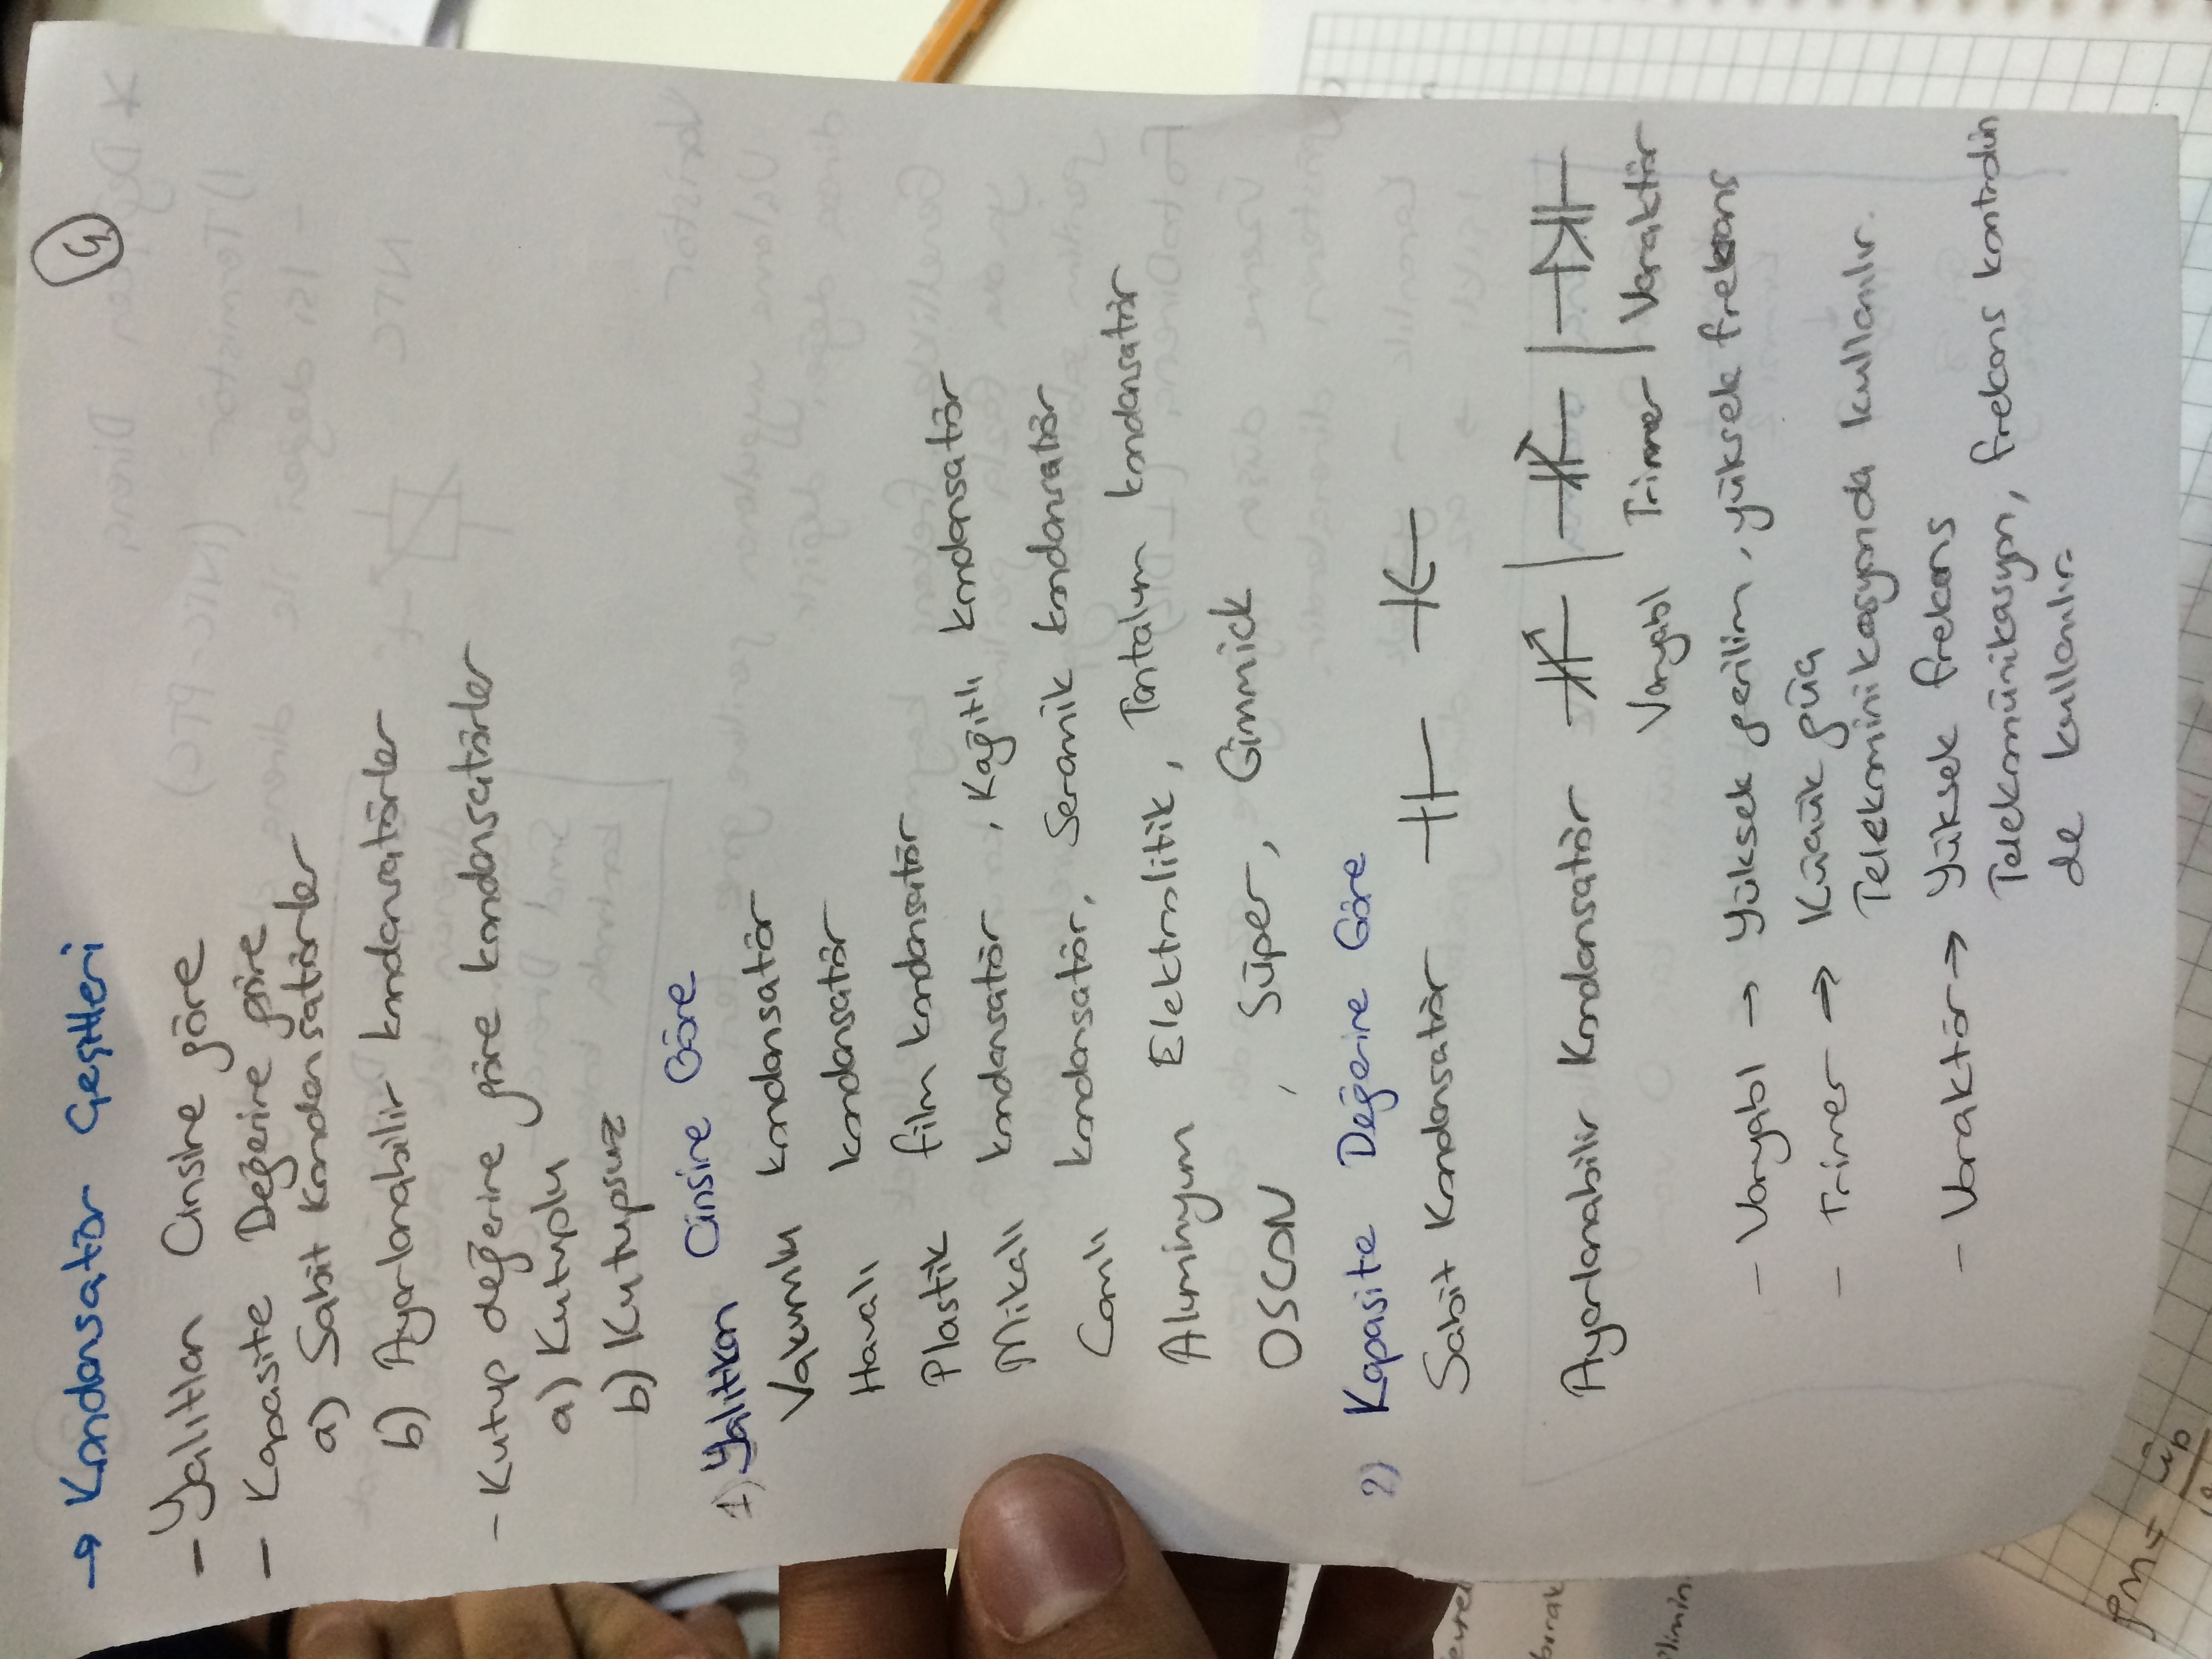 → Kondansatör Çeşitleri
- Yalıtkan Cinsine göre
- Kapasite Değerine göre
a) Sabit Kondansatörler
b) Ayarlanabilir kondansatörler
- Kutup değerine göre kondansatörler
a) Kutuplu
b) Kutupsuz
1) Yalıtkan Cinsine Göre
Vakumlu kondansatör
Havalı kondansatör
Plastik film kondansatör
Mikalı kondansatör, Kağıtlı kondansatör
Camlı kondansatör, Seramik kondansatör
Aluminyum Elektrolitik, Tantalum kondansatör
OSCON, Süper, Gimmick
2) Kapasite Değerine Göre
Sabit Kondansatör
Ayarlanabilir Kondansatör
Varyabl Trimmer Varaktör
- Varyabl → Yüksek gerilim, yüksek frekans
- Trimer → Küçük güç
Telekominikasyonda kullanılır.
- Varaktör → Yüksek frekans
Telekomünikasyon, frekans kontrolün
de kullanılır.
gm =